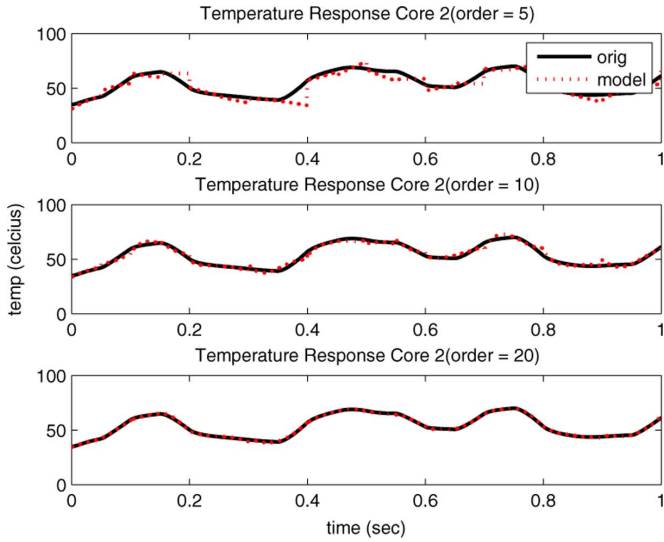 Temperature Response Core 2(order = 5)
100
50
0
orig
model
0 0.2 0.4 0.6 0.8 1
Temperature Response Core 2(order = 10)
temp (celcius)
100
50
0
0 0.2 0.4 0.6 0.8 1
Temperature Response Core 2(order = 20)
100
50
0
0 0.2 0.4 0.6 0.8 1
time (sec)